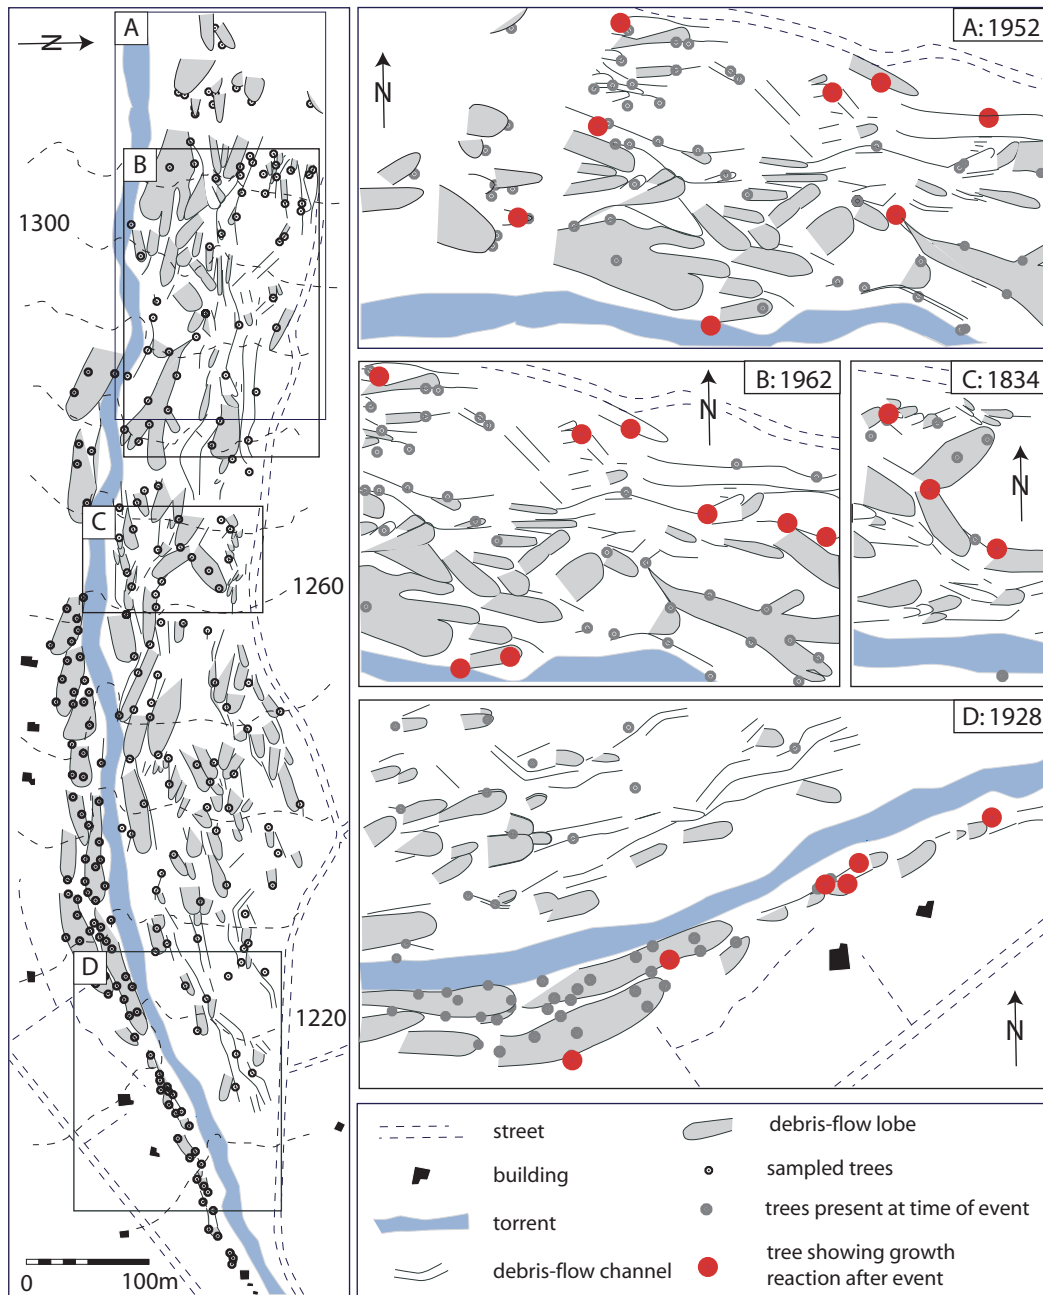 N
A
B
1300
C
1260
D
1220
0 100m
A: 1952
N
B: 1962
N
C: 1834
N
D: 1928
N
street
building
torrent
debris-flow channel
debris-flow lobe
sampled trees
trees present at time of event
tree showing growth
reaction after event